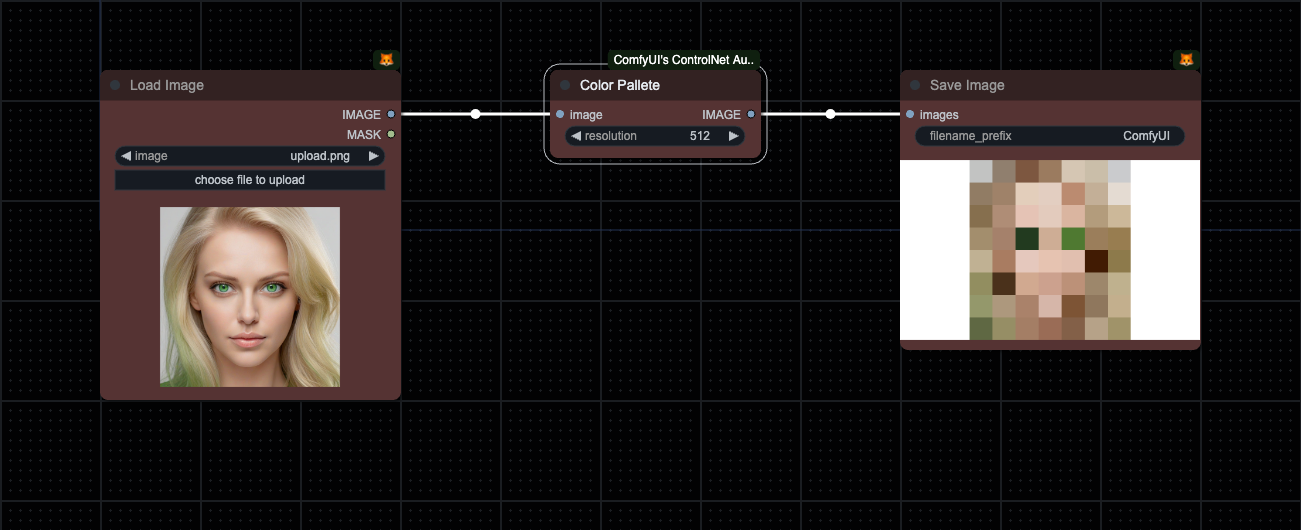 Load Image
IMAGE
MASK
image upload.png
choose file to upload
ComfyUI's ControlNet Au..
Color Pallete
image IMAGE
resolution 512
Save Image
images
filename_prefix ComfyUI